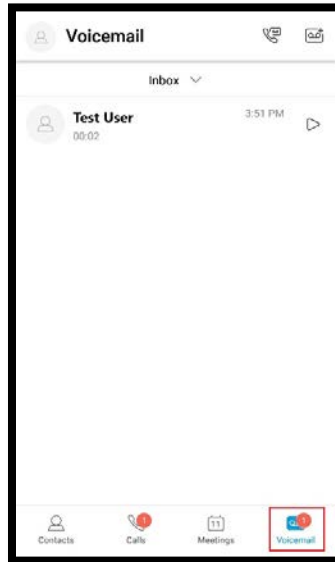 Voicemail
Inbox
Test User
3:51 PM
00:02
1
11
1
Contacts
Calls
Meetings
Voicemail